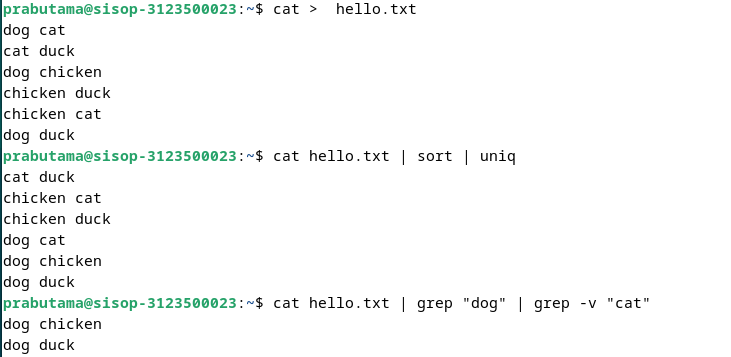 prabutama@sisop-3123500023:~$ cat >  hello.txt
dog cat
cat duck
dog chicken
chicken duck
chicken cat
dog duck
prabutama@sisop-3123500023:~$ cat hello.txt | sort | uniq
cat duck
chicken cat
chicken duck
dog cat
dog chicken
dog duck
prabutama@sisop-3123500023:~$ cat hello.txt | grep "dog" | grep -v "cat"
dog chicken
dog duck